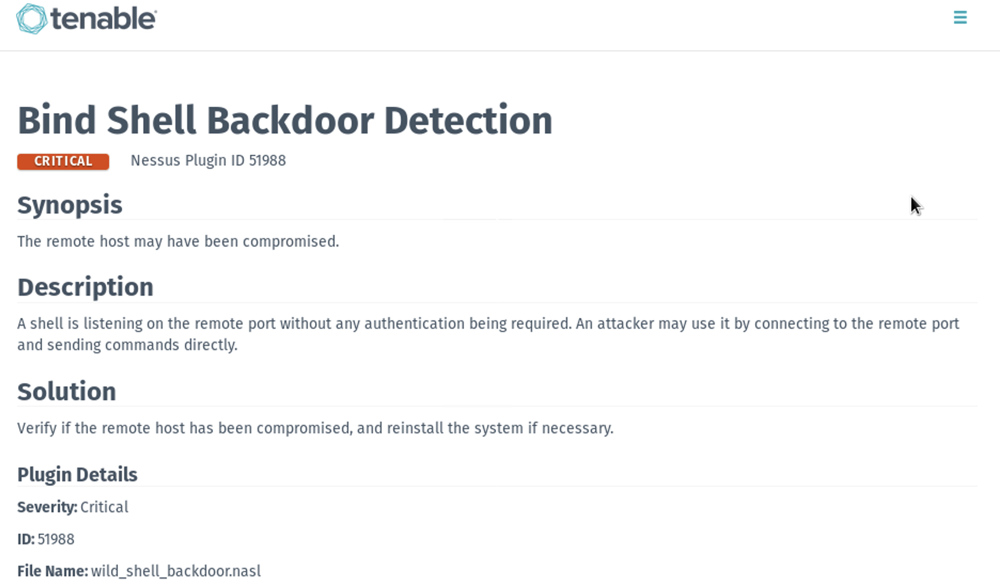 tenable
Bind Shell Backdoor Detection
CRITICAL Nessus Plugin ID 51988
Synopsis
The remote host may have been compromised.
Description
A shell is listening on the remote port without any authentication being required. An attacker may use it by connecting to the remote port
and sending commands directly.
Solution
Verify if the remote host has been compromised, and reinstall the system if necessary.
Plugin Details
Severity: Critical
ID: 51988
File Name: wild_shell_backdoor.nasl